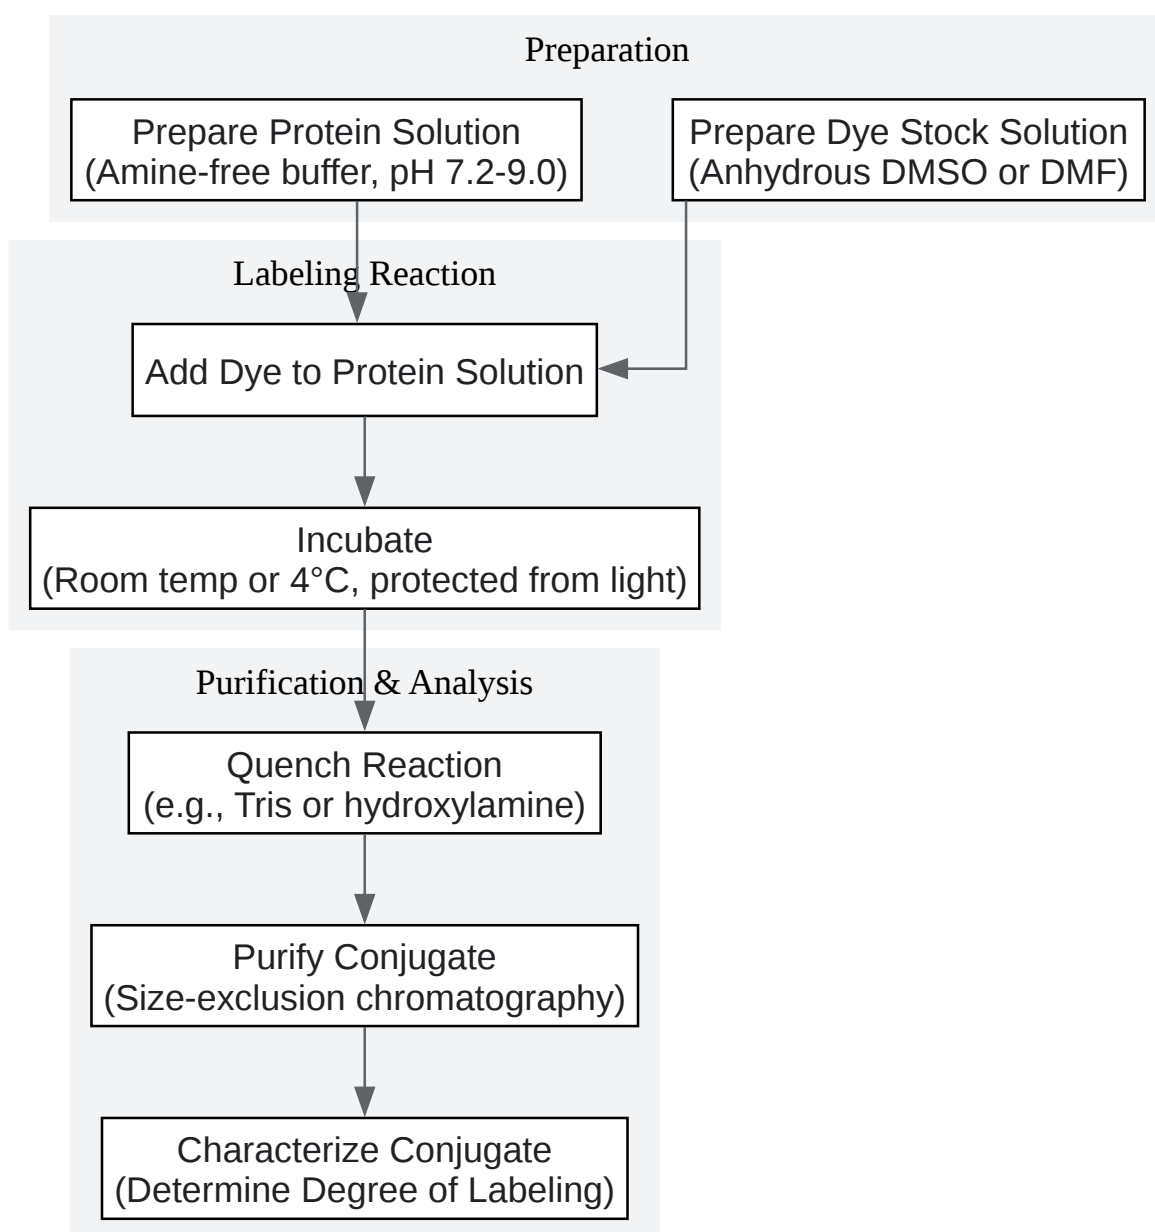 Preparation
Prepare Protein Solution
(Amine-free buffer, pH 7.2-9.0)
Prepare Dye Stock Solution
(Anhydrous DMSO or DMF)
Labeling Reaction
Add Dye to Protein Solution
Incubate
(Room temp or 4°C, protected from light)
Purification & Analysis
Quench Reaction
(e.g., Tris or hydroxylamine)
Purify Conjugate
(Size-exclusion chromatography)
Characterize Conjugate
(Determine Degree of Labeling)